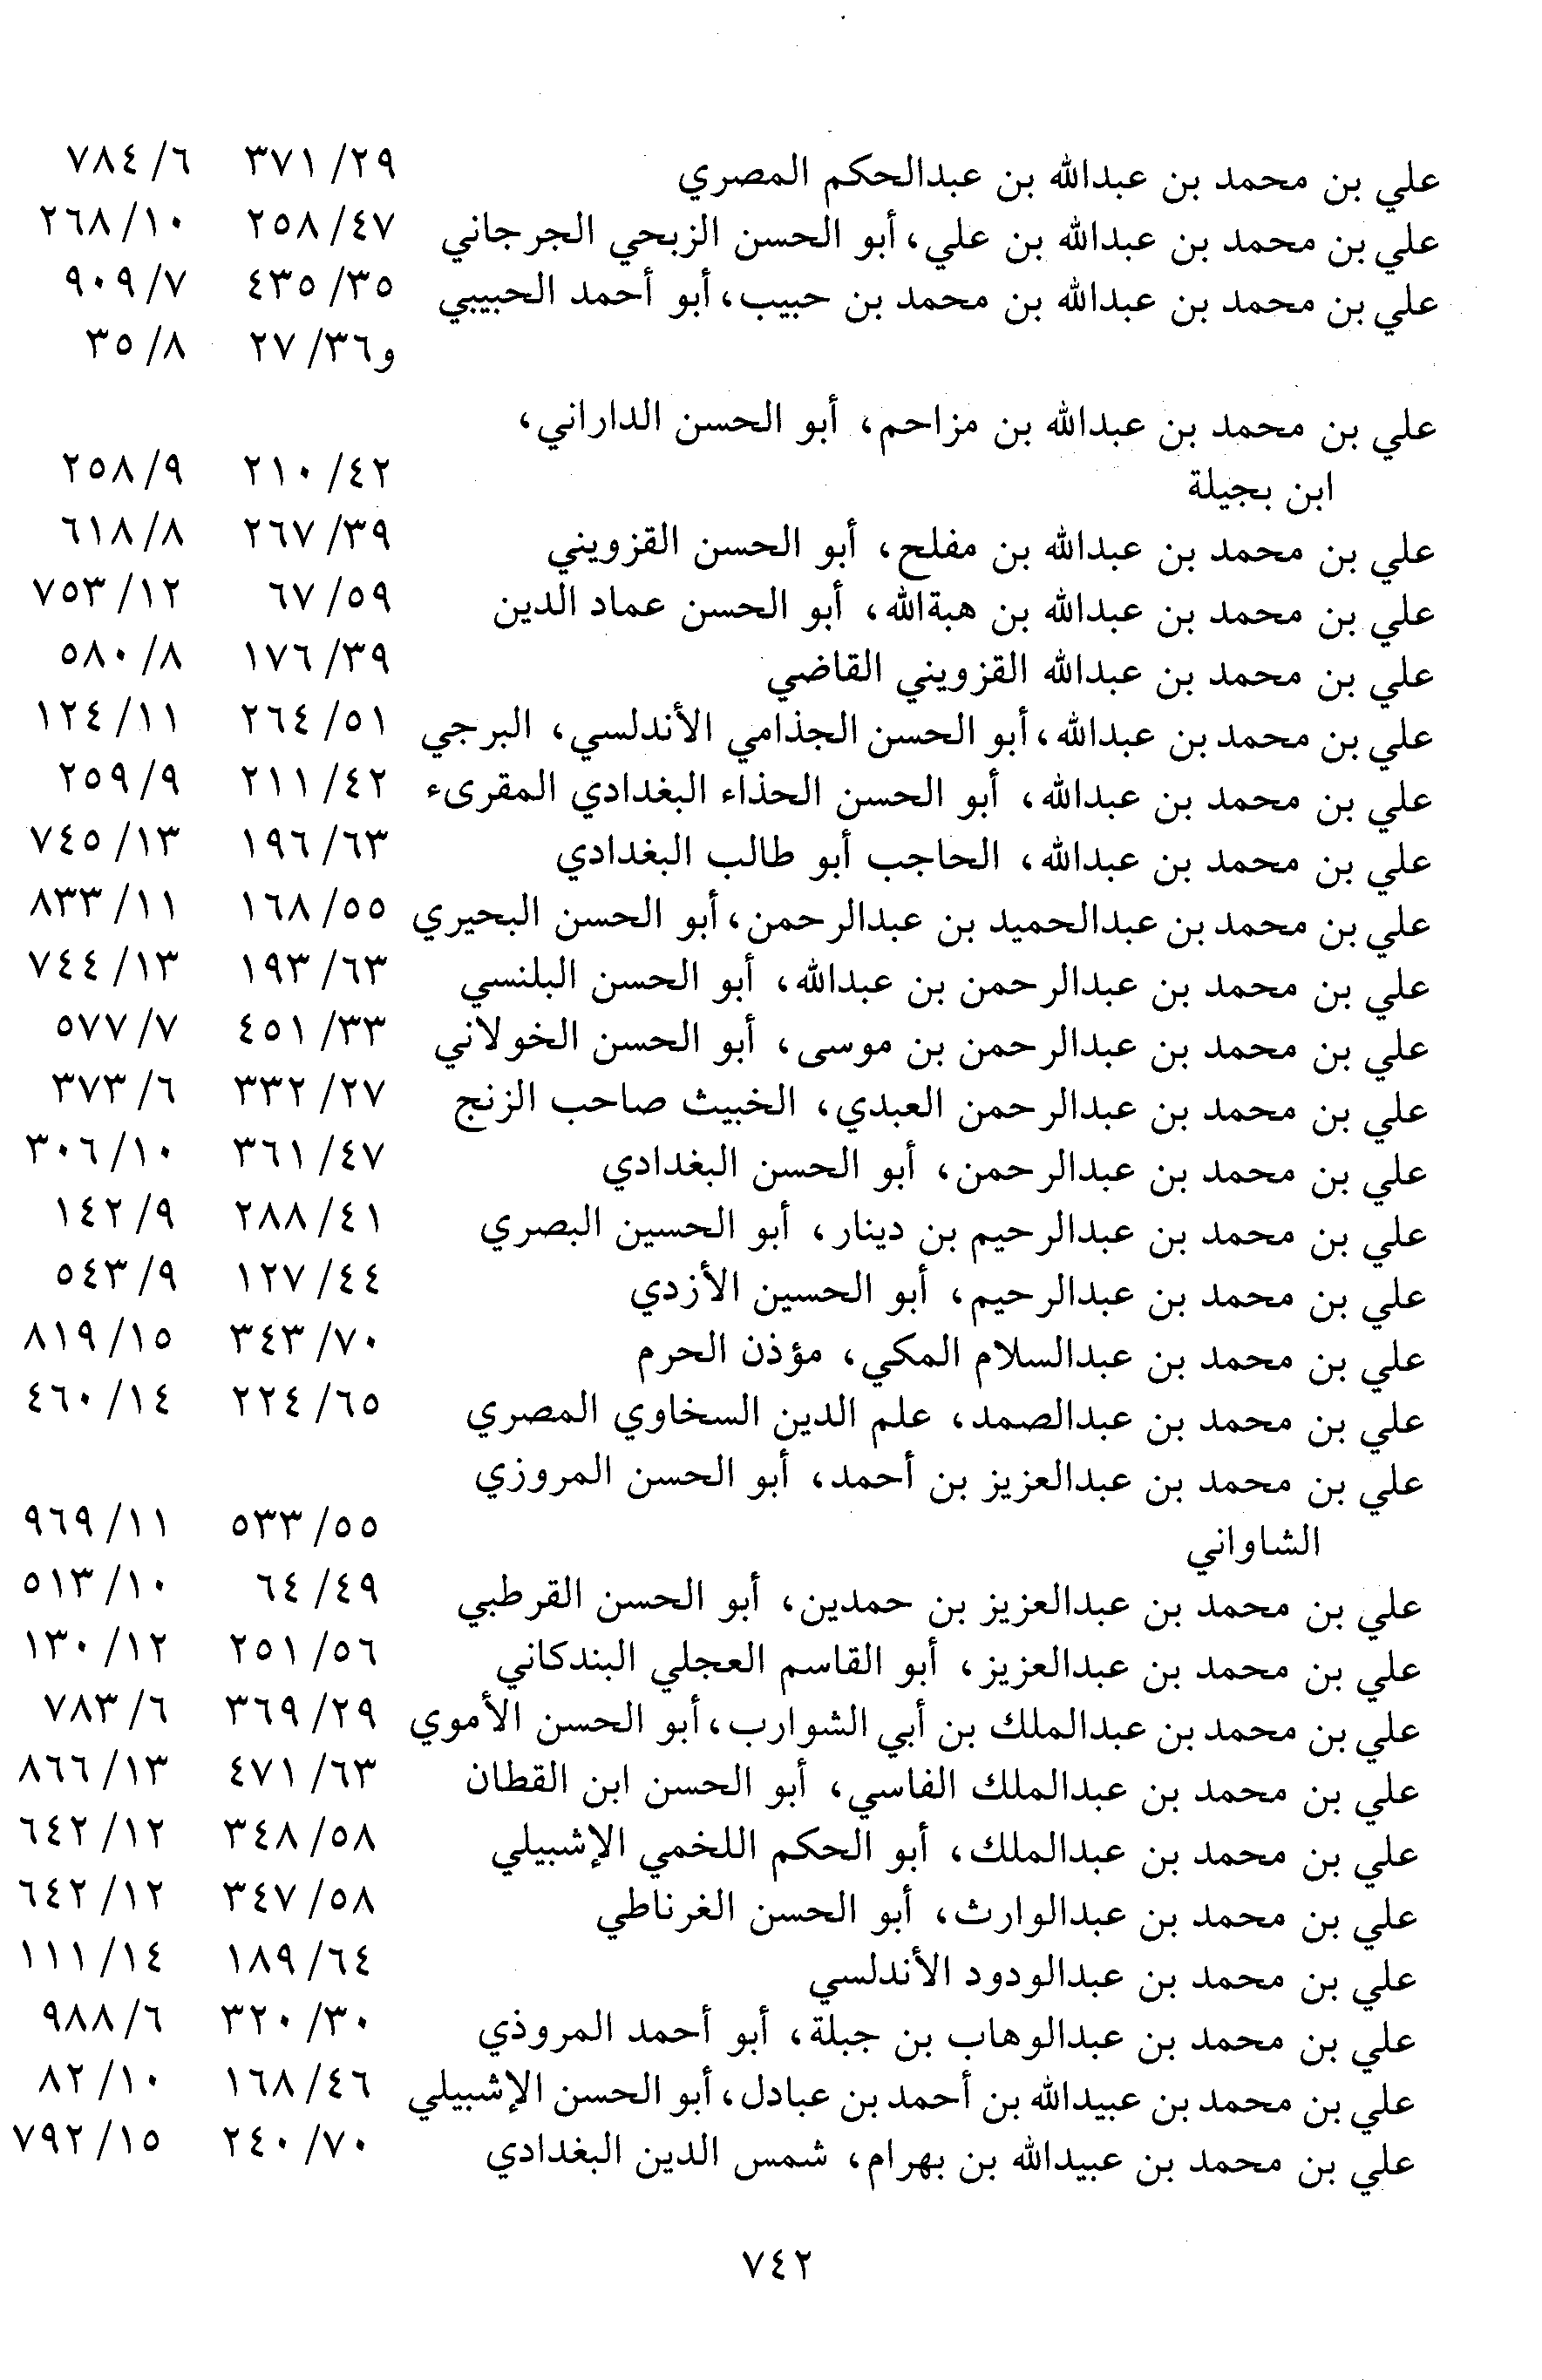 علي بن محمد بن عبدالله بن عبدالحكم المصري ٢٩/ ٣٧١ ٦/ ٧٨٤
علي بن محمد بن عبدالله بن علي، أبو الحسن الزبحي الجرجاني ٤٧/ ٢٥٨ ١٠/ ٢٦٨
علي بن محمد بن عبدالله بن محمد بن حبيب، أبو أحمد الحبيبي ٣٥/ ٤٣٥ ٧/ ٩٠٩
و٣٦/ ٢٧ ٨/ ٣٥
علي بن محمد بن عبدالله بن مزاحم، أبو الحسن الداراني،
ابن بجيلة ٤٢/ ٢١٠ ٩/ ٢٥٨
علي بن محمد بن عبدالله بن مفلح، أبو الحسن القزويني ٣٩/ ٢٦٧ ٨/ ٦١٨
علي بن محمد بن عبدالله بن هبةالله، أبو الحسن عماد الدين ٥٩/ ٦٧ ١٢/ ٧٥٣
علي بن محمد بن عبدالله القزويني القاضي ٣٩/ ١٧٦ ٨/ ٥٨٠
علي بن محمد بن عبدالله، أبو الحسن الجذامي الأندلسي، البرجي ٥١/ ٢٦٤ ١١/ ١٢٤
علي بن محمد بن عبدالله، أبو الحسن الحذاء البغدادي المقرىء ٤٢/ ٢١١ ٩/ ٢٥٩
علي بن محمد بن عبدالله، الحاجب أبو طالب البغدادي ٦٣/ ١٩٦ ١٣/ ٧٤٥
علي بن محمد بن عبدالحميد بن عبدالرحمن، أبو الحسن البحيري ٥٥/ ١٦٨ ١١/ ٨٣٣
علي بن محمد بن عبدالرحمن بن عبدالله، أبو الحسن البلنسي ٦٣/ ١٩٣ ١٣/ ٧٤٤
علي بن محمد بن عبدالرحمن بن موسى، أبو الحسن الخولاني ٣٣/ ٤٥١ ٧/ ٥٧٧
علي بن محمد بن عبدالرحمن العبدي، الخبيث صاحب الزنج ٢٧/ ٣٣٢ ٦/ ٣٧٣
علي بن محمد بن عبدالرحمن، أبو الحسن البغدادي ٤٧/ ٣٦١ ١٠/ ٣٠٦
علي بن محمد بن عبدالرحيم بن دينار، أبو الحسين البصري ٤١/ ٢٨٨ ٩/ ١٤٢
علي بن محمد بن عبدالرحيم، أبو الحسين الأزدي ٤٤/ ١٢٧ ٩/ ٥٤٣
علي بن محمد بن عبدالسلام المكي، مؤذن الحرم ٧٠/ ٣٤٣ ١٥/ ٨١٩
علي بن محمد بن عبدالصمد، علم الدين السخاوي المصري ٦٥/ ٢٢٤ ١٤/ ٤٦٠
علي بن محمد بن عبدالعزيز بن أحمد، أبو الحسن المروزي
الشاواني ٥٥/ ٥٣٣ ١١/ ٩٦٩
علي بن محمد بن عبدالعزيز بن حمدين، أبو الحسن القرطبي ٤٩/ ٦٤ ١٠/ ٥١٣
علي بن محمد بن عبدالعزيز، أبو القاسم العجلي البندكاني ٥٦/ ٢٥١ ١٢/ ١٣٠
علي بن محمد بن عبدالملك بن أبي الشوارب، أبو الحسن الأموي ٢٩/ ٣٦٩ ٦/ ٧٨٣
علي بن محمد بن عبدالملك الفاسي، أبو الحسن ابن القطان ٦٣/ ٤٧١ ١٣/ ٨٦٦
علي بن محمد بن عبدالملك، أبو الحكم اللخمي الإشبيلي ٥٨/ ٣٤٨ ١٢/ ٦٤٢
علي بن محمد بن عبدالوارث، أبو الحسن الغرناطي ٥٨/ ٣٤٧ ١٢/ ٦٤٢
علي بن محمد بن عبدالودود الأندلسي ٦٤/ ١٨٩ ١٤/ ١١١
علي بن محمد بن عبدالوهاب بن جبلة، أبو أحمد المروذي ٣٠/ ٣٢٠ ٦/ ٩٨٨
علي بن محمد بن عبيدالله بن أحمد بن عبادل، أبو الحسن الإشبيلي ٤٦/ ١٦٨ ١٠/ ٨٢
علي بن محمد بن عبيدالله بن بهرام، شمس الدين البغدادي ٧٠/ ٢٤٠ ١٥/ ٧٩٢
٧٤٢